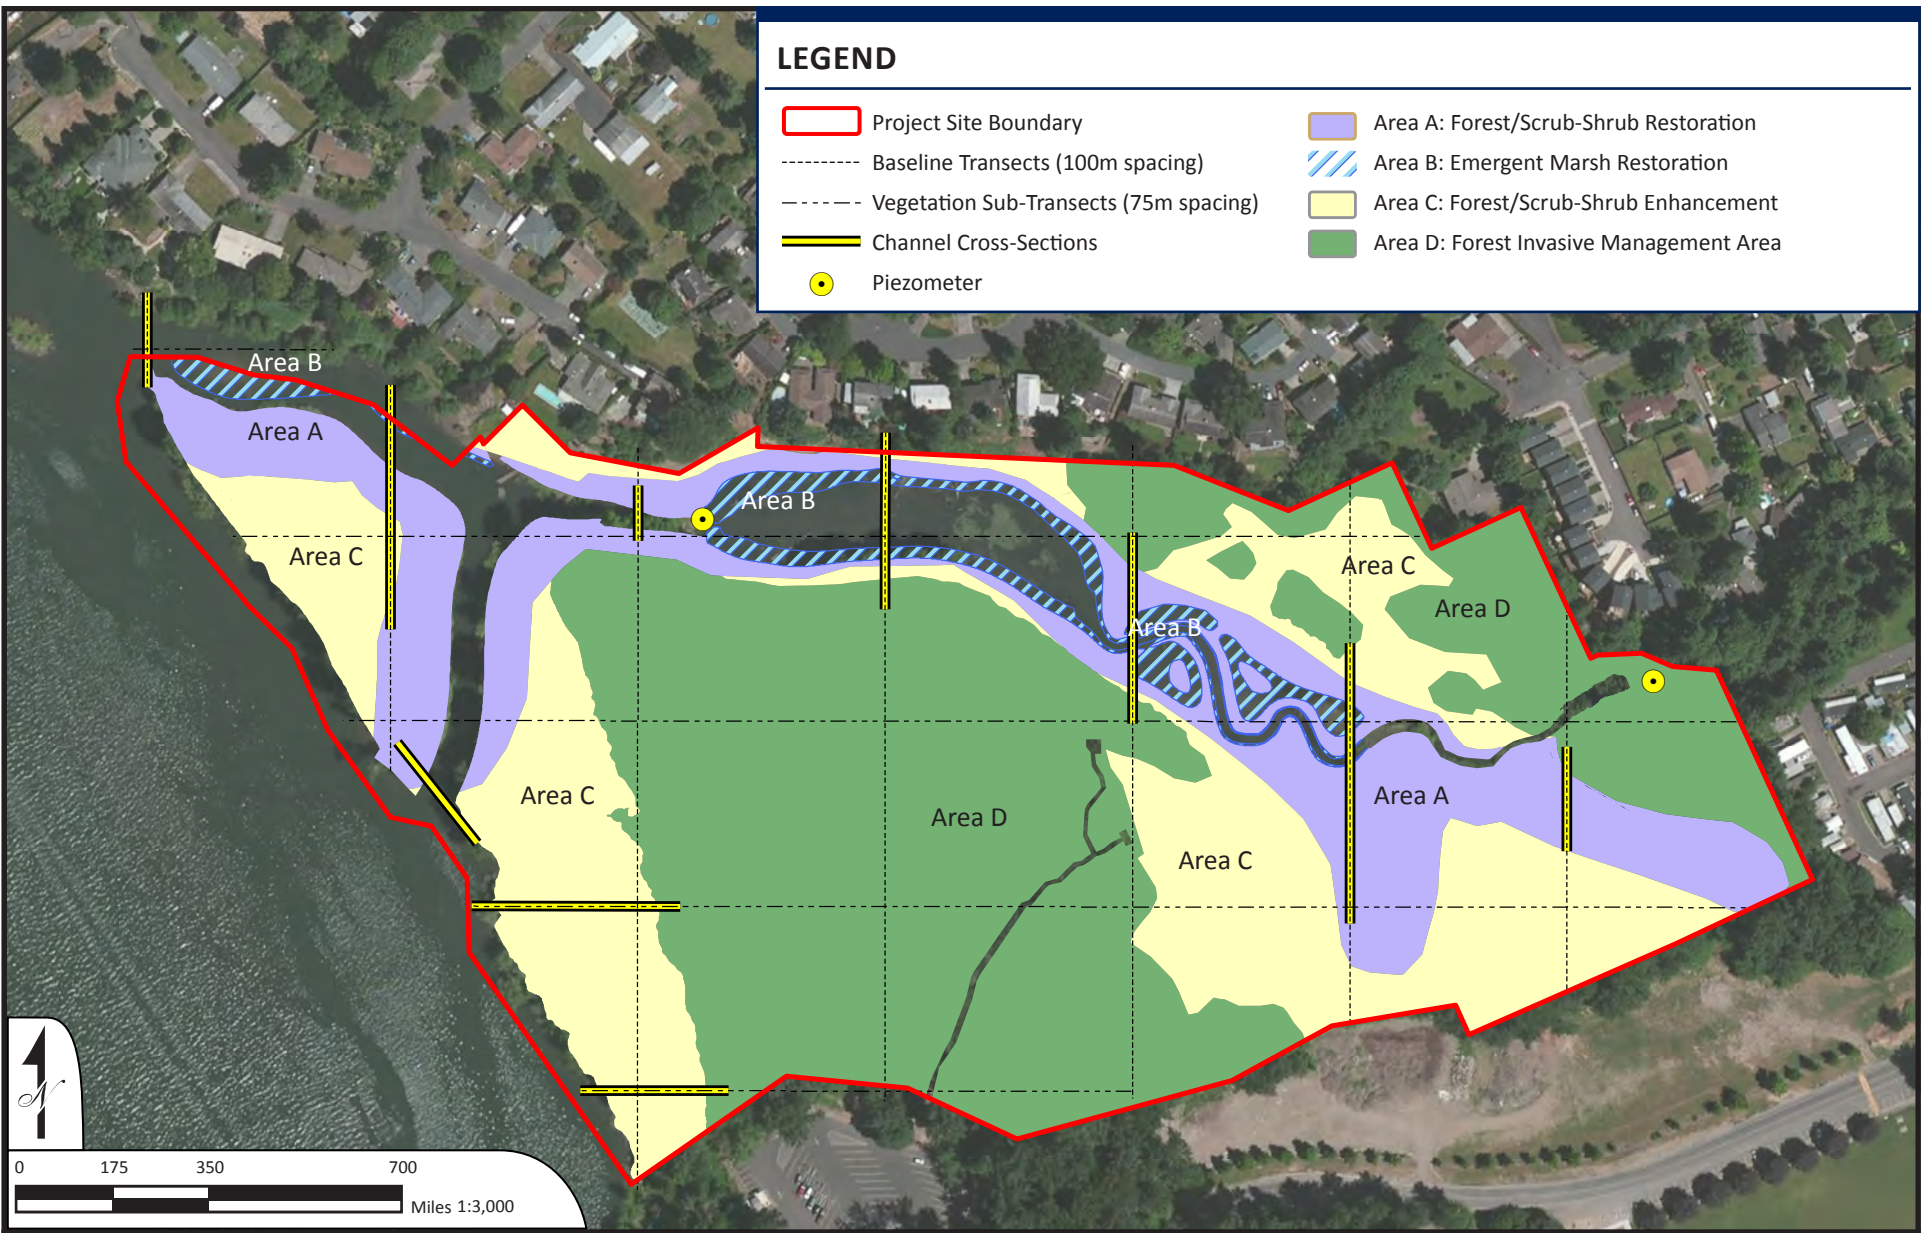 LEGEND
Project Site Boundary
Baseline Transects (100m spacing)
Vegetation Sub-Transects (75m spacing)
Channel Cross-Sections
Piezometer
Area A: Forest/Scrub-Shrub Restoration
Area B: Emergent Marsh Restoration
Area C: Forest/Scrub-Shrub Enhancement
Area D: Forest Invasive Management Area
Area B
Area A
Area B
Area C
Area C
Area D
Area B
Area C
Area A
Area D
Area C
N
0 175 350 700
Miles 1:3,000